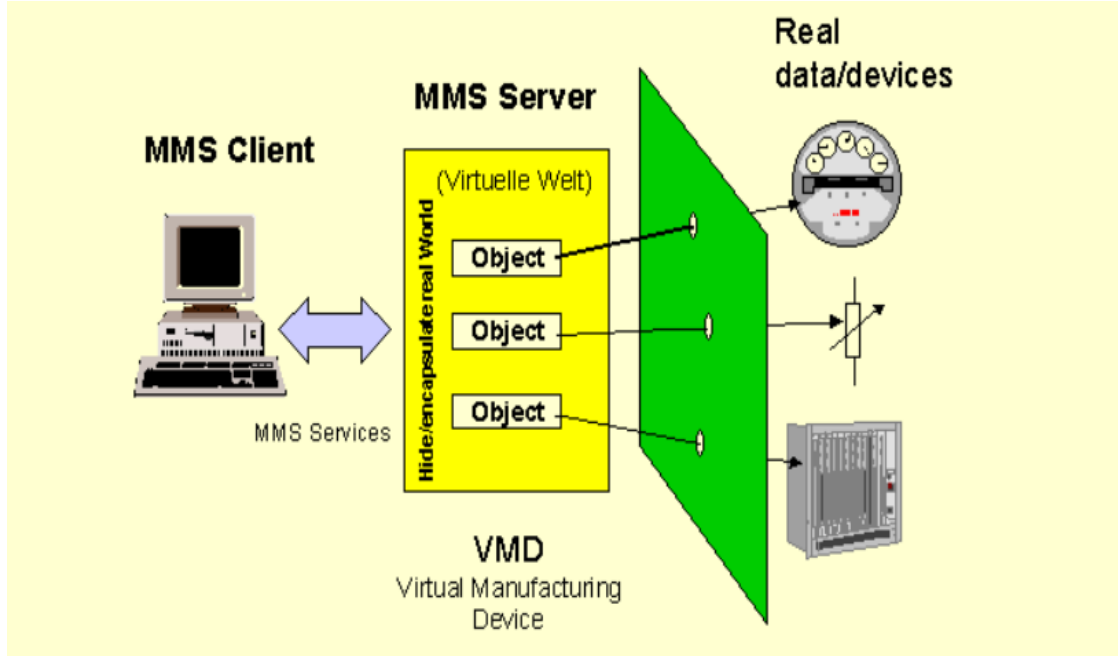 Real
data/devices
MMS Server
MMS Client
(Virtuelle Welt)
Hide/encapsulate real World
Object
Object
Object
MMS Services
VMD
Virtual Manufacturing
Device